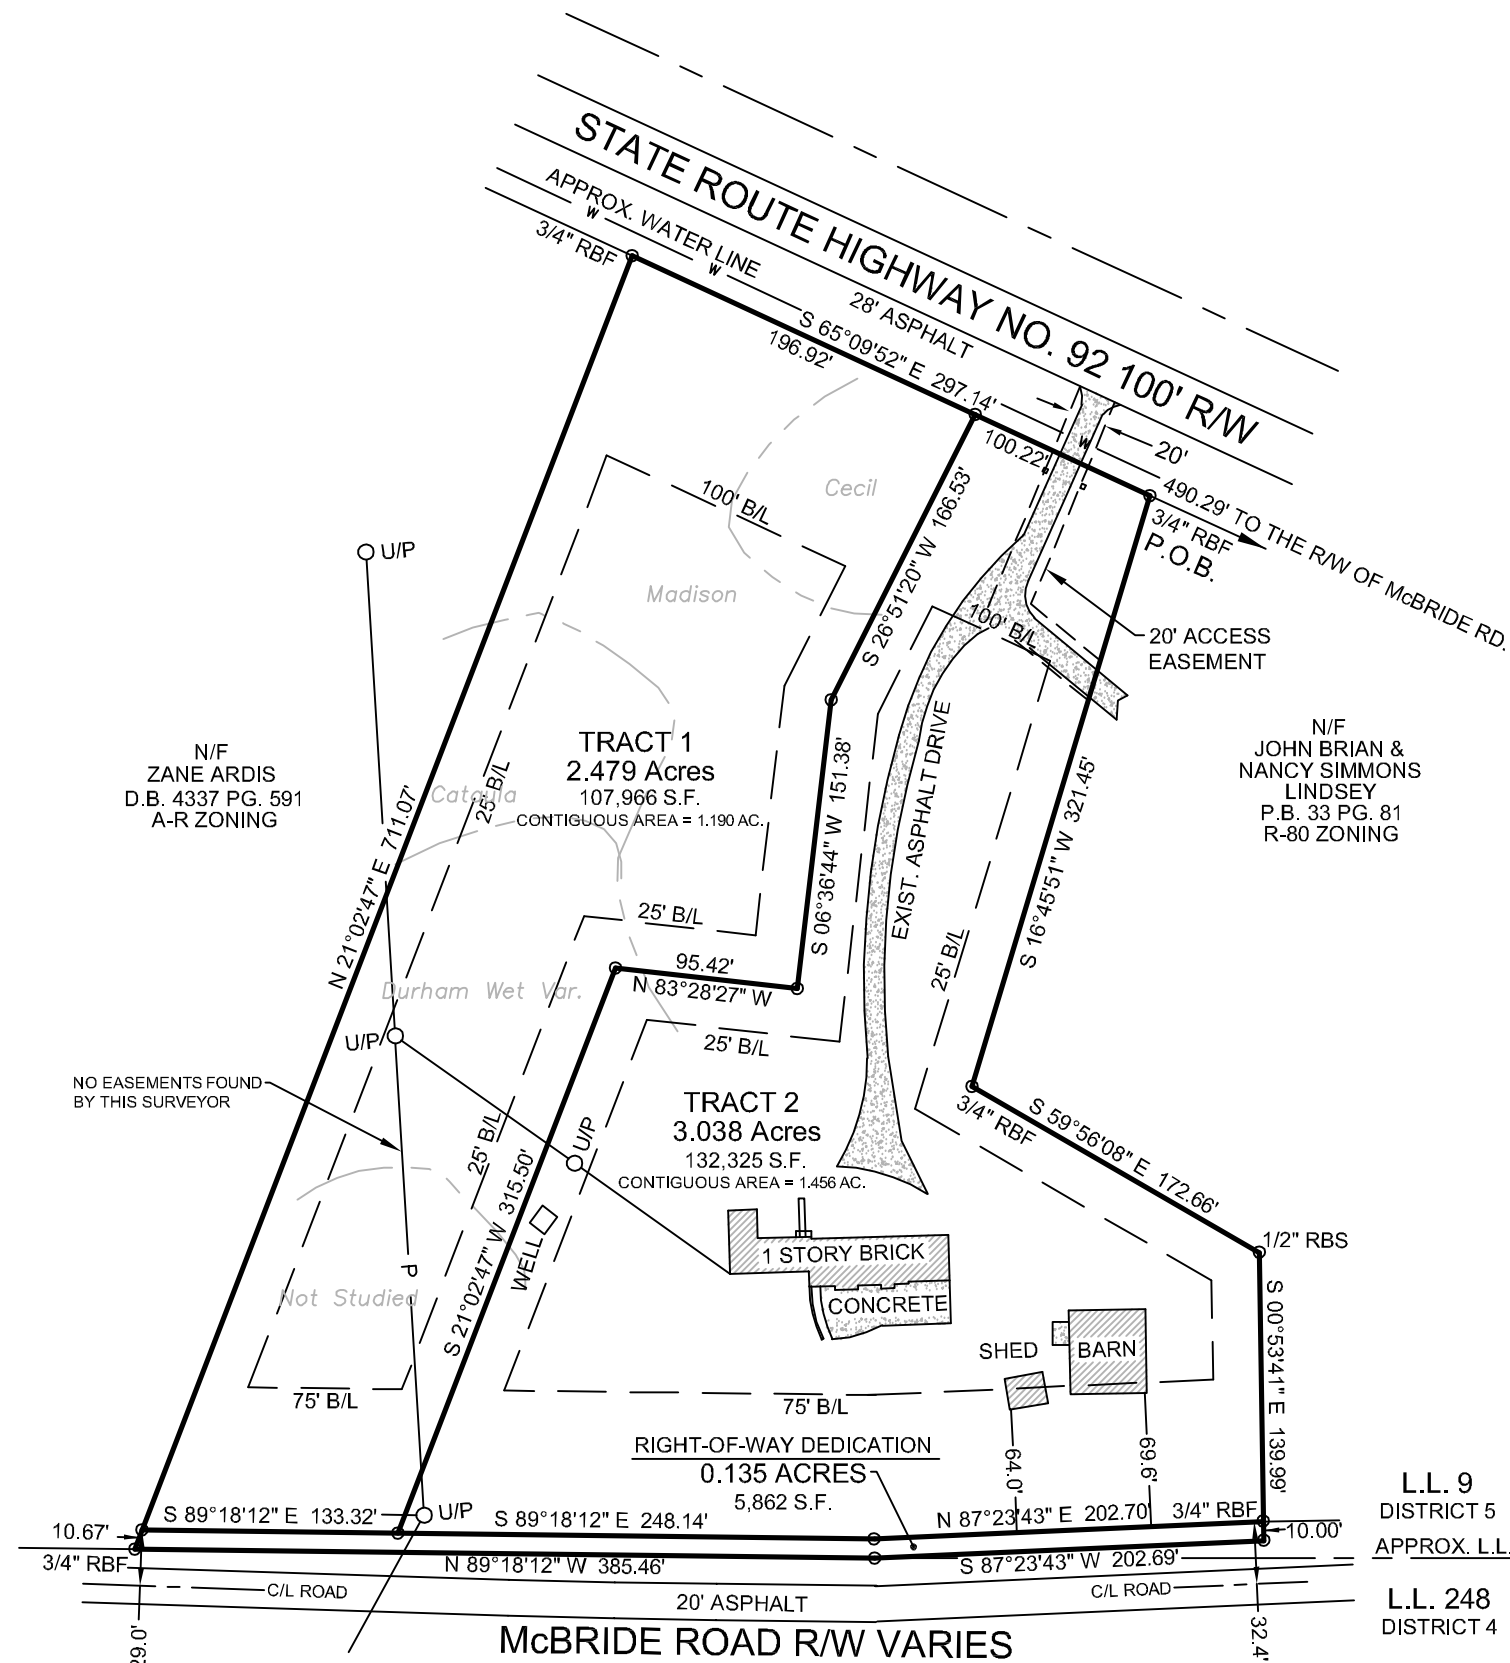 STATE ROUTE HIGHWAY NO. 92 100' R/W
APPROX. WATER LINE
W
W
3/4" RBF
28' ASPHALT
S 65°09'52" E 297.14'
196.92'
100.22'
W
20'
490.29' TO THE R/W OF McBRIDE RD.
3/4" RBF
P.O.B.
Cecil
100' B/L
S 26°51'20" W 166.53'
U/P
Madison
100' B/L
20' ACCESS
EASEMENT
N/F
ZANE ARDIS
D.B. 4337 PG. 591
A-R ZONING
N 21°02'47" E 711.07'
25' B/L
Cataula
TRACT 1
2.479 Acres
107,966 S.F.
CONTIGUOUS AREA = 1.190 AC.
S 06°36'44" W 151.38'
EXIST. ASPHALT DRIVE
S 16°45'51" W 321.45'
25' B/L
N/F
JOHN BRIAN &
NANCY SIMMONS
LINDSEY
P.B. 33 PG. 81
R-80 ZONING
25' B/L
95.42'
N 83°28'27" W
Durham Wet Var.
U/P
25' B/L
NO EASEMENTS FOUND
BY THIS SURVEYOR
25' B/L
U/P
TRACT 2
3.038 Acres
132,325 S.F.
CONTIGUOUS AREA = 1.456 AC.
3/4" RBF
S 59°56'08" E 172.66'
1/2" RBS
S 21°02'47" W 315.50'
WELL
P
Not Studied
1 STORY BRICK
CONCRETE
SHED
BARN
S 00°53'41" E 139.99'
75' B/L
75' B/L
RIGHT-OF-WAY DEDICATION
0.135 ACRES
5,862 S.F.
64.0'
69.6'
L.L. 9
DISTRICT 5
S 89°18'12" E 133.32'
U/P
S 89°18'12" E 248.14'
N 87°23'43" E 202.70'
3/4" RBF
10.67'
10.00'
3/4" RBF
N 89°18'12" W 385.46'
S 87°23'43" W 202.69'
APPROX. L.L.
C/L ROAD
C/L ROAD
20' ASPHALT
L.L. 248
DISTRICT 4
McBRIDE ROAD R/W VARIES
32.4'